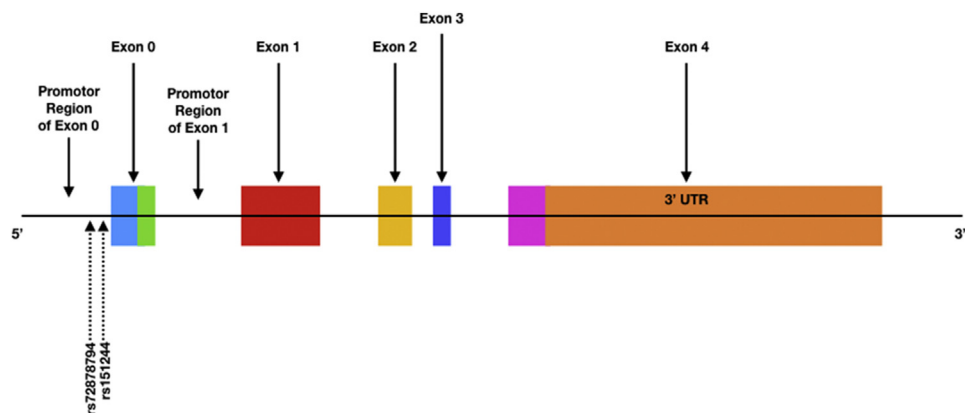 Exon 0
Exon 1
Exon 2
Exon 3
Exon 4
Promotor
Region
of Exon 0
Promotor
Region
of Exon 1
3' UTR
5'
3'
rs72878794
rs151244